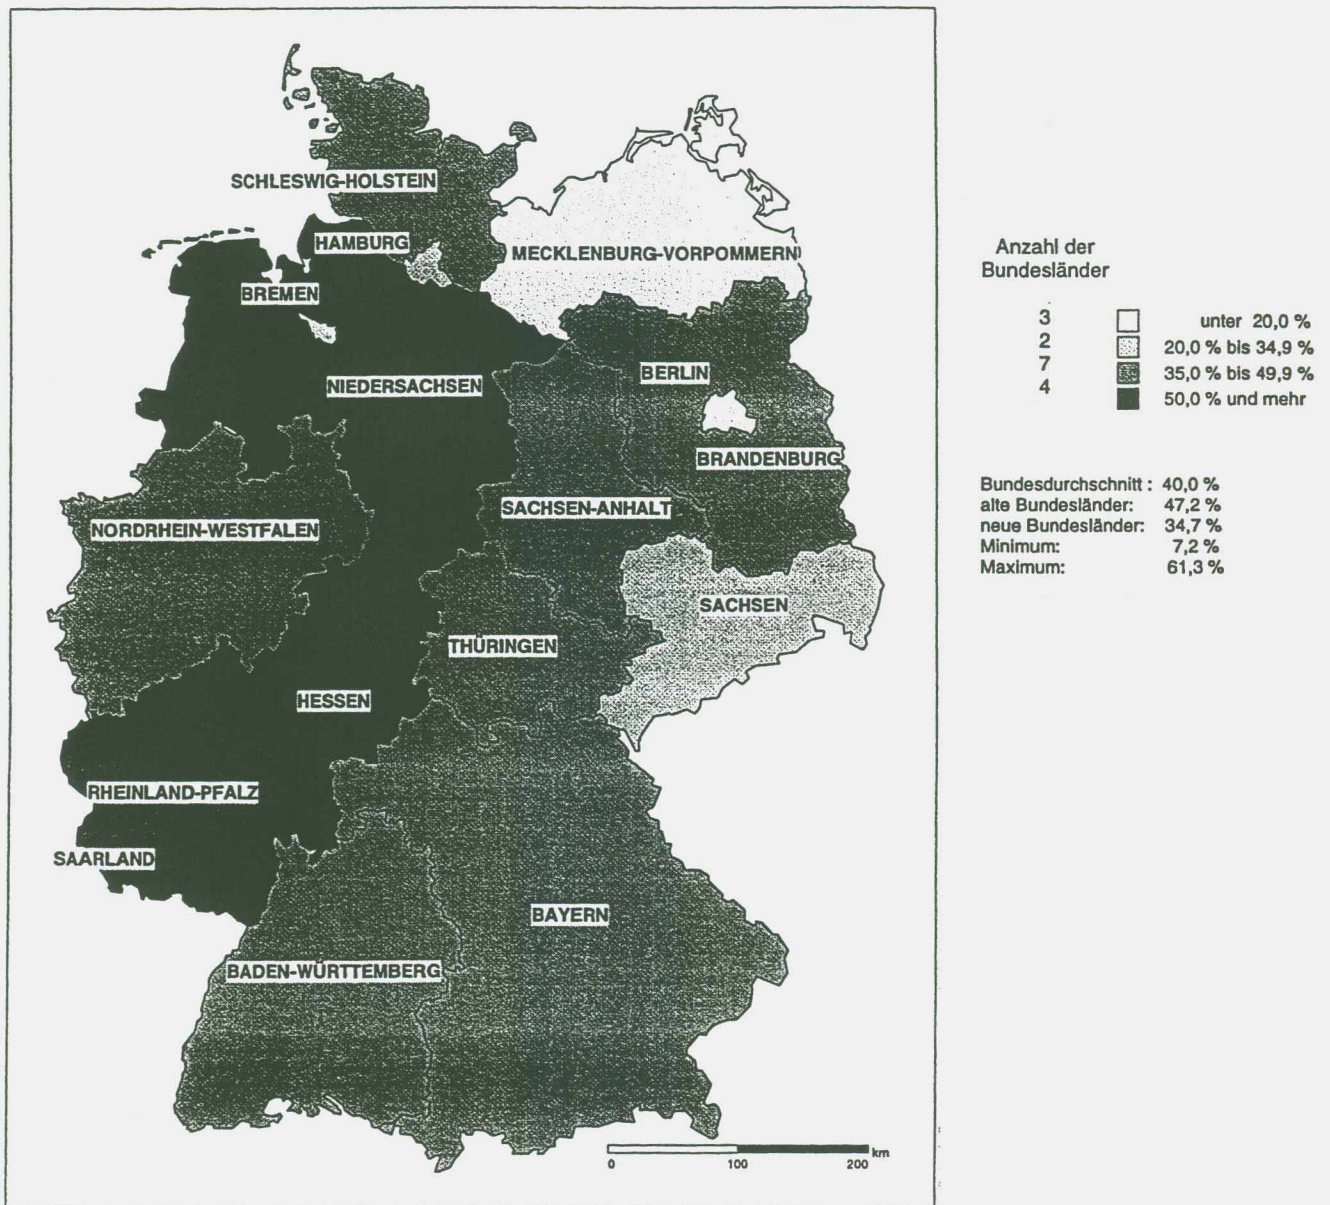 SCHLESWIG-HOLSTEIN
HAMBURG
MECKLENBURG-VORPOMMERN
BREMEN
NIEDERSACHSEN
BERLIN
BRANDENBURG
SACHSEN-ANHALT
NORDRHEIN-WESTFALEN
SACHSEN
THÜRINGEN
HESSEN
RHEINLAND-PFALZ
SAARLAND
BAYERN
BADEN-WÜRTTEMBERG
0 100 200 km
Anzahl der
Bundesländer
3 unter 20,0 %
2 20,0 % bis 34,9 %
7 35,0 % bis 49,9 %
4 50,0 % und mehr
Bundesdurchschnitt : 40,0 %
alte Bundesländer: 47,2 %
neue Bundesländer: 34,7 %
Minimum: 7,2 %
Maximum: 61,3 %